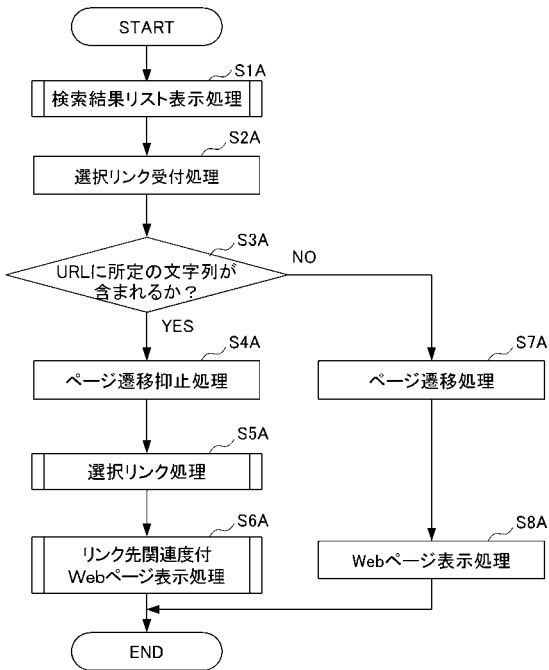 START
S1A
検索結果リスト表示処理
S2A
選択リンク受付処理
S3A
URLに所定の文字列が
含まれるか？
NO
YES
S4A
ページ遷移抑止処理
S7A
ページ遷移処理
S5A
選択リンク処理
S6A
リンク先関連度付
Webページ表示処理
S8A
Webページ表示処理
END